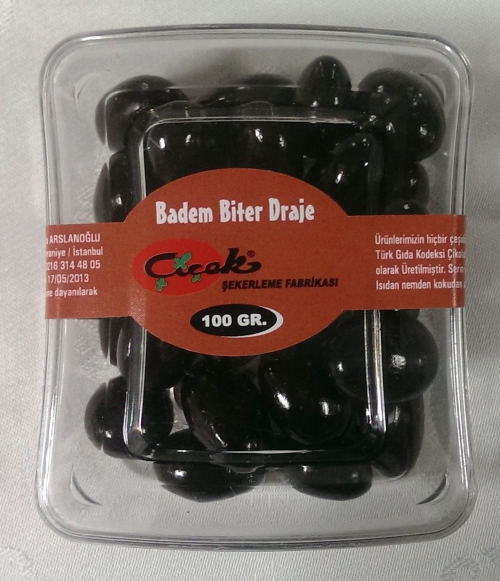 Badem Biter Draje
Çiçek®
ŞEKERLEME FABRİKASI
100 GR.
ARSLANOĞLU
/ İstanbul
216 314 48 05
17/05/2013
dayanılarak
Ürünlerimizin hiçbir
Türk Gıda Kodeksi
olarak Üretilmiştir.
Isıdan nemden